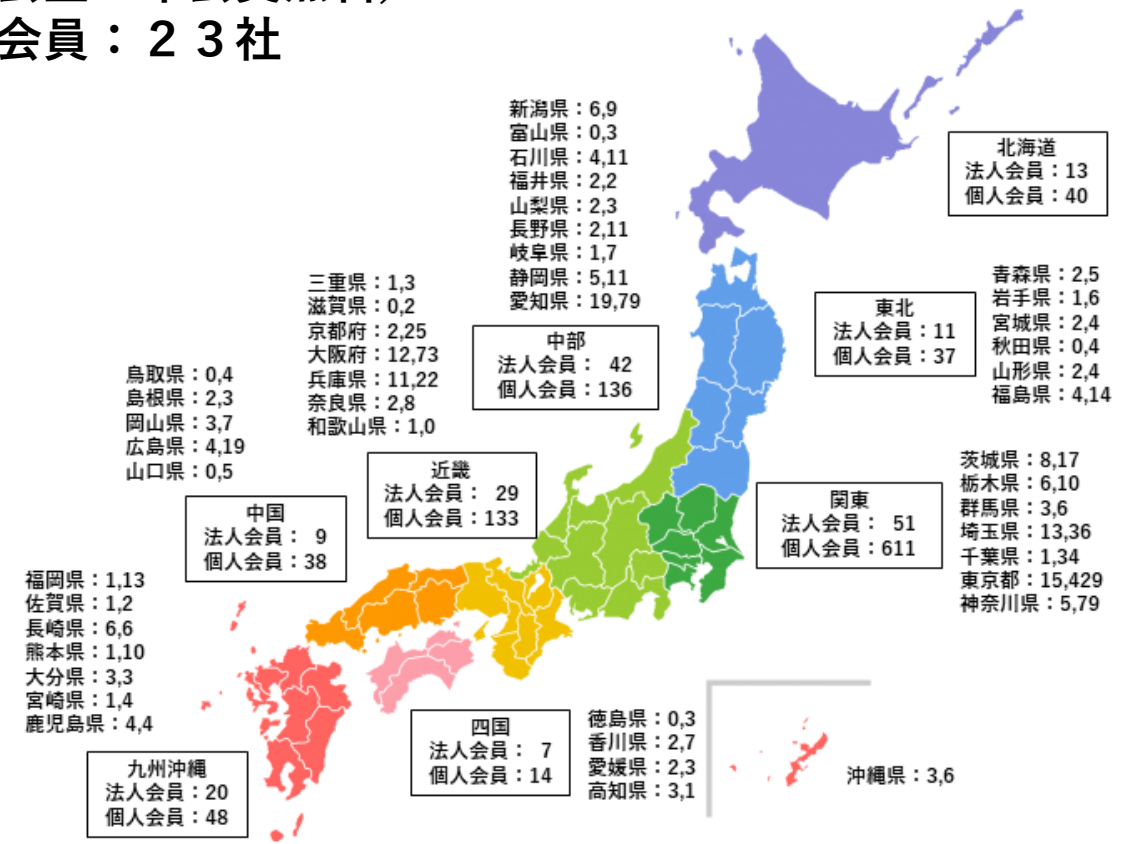 会員：２３社
新潟県：6,9
富山県：0,3
石川県：4,11
福井県：2,2
山梨県：2,3
長野県：2,11
岐阜県：1,7
静岡県：5,11
愛知県：19,79
北海道
法人会員：13
個人会員：40
三重県：1,3
滋賀県：0,2
京都府：2,25
大阪府：12,73
兵庫県：11,22
奈良県：2,8
和歌山県：1,0
中部
法人会員： 42
個人会員：136
東北
法人会員：11
個人会員：37
青森県：2,5
岩手県：1,6
宮城県：2,4
秋田県：0,4
山形県：2,4
福島県：4,14
鳥取県：0,4
島根県：2,3
岡山県：3,7
広島県：4,19
山口県：0,5
近畿
法人会員： 29
個人会員：133
関東
法人会員： 51
個人会員：611
茨城県：8,17
栃木県：6,10
群馬県：3,6
埼玉県：13,36
千葉県：1,34
東京都：15,429
神奈川県：5,79
中国
法人会員： 9
個人会員：38
福岡県：1,13
佐賀県：1,2
長崎県：6,6
熊本県：1,10
大分県：3,3
宮崎県：1,4
鹿児島県：4,4
九州沖縄
法人会員：20
個人会員：48
四国
法人会員： 7
個人会員：14
徳島県：0,3
香川県：2,7
愛媛県：2,3
高知県：3,1
沖縄県：3,6